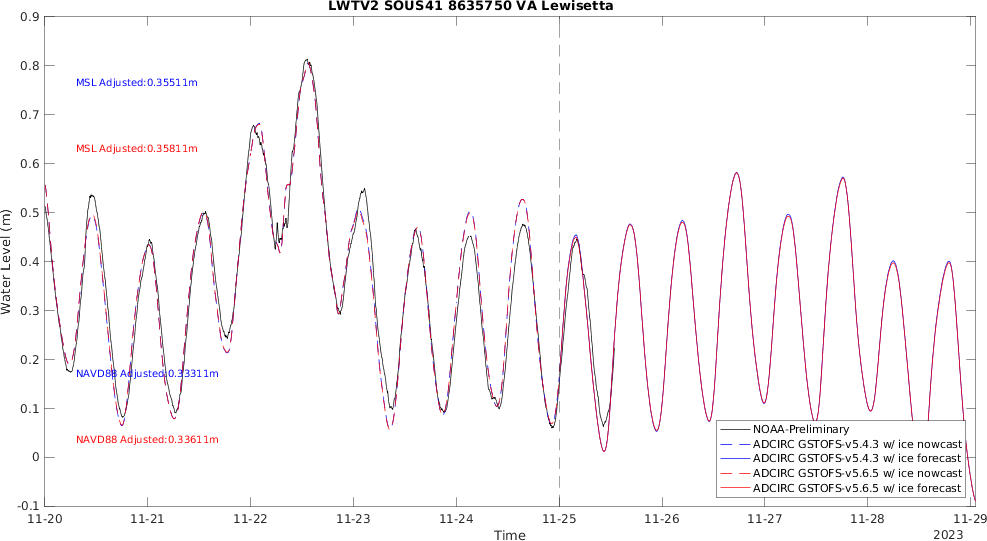 LWTV2 SOUS41 8635750 VA Lewisetta
0.9
0.8
0.7
0.6
0.5
0.4
0.3
0.2
0.1
0
-0.1
Water Level (m)
MSL Adjusted:0.35511m
MSL Adjusted:0.35811m
NAVD88 Adjusted:0.33311m
NAVD88 Adjusted:0.33611m
NOAA-Preliminary
ADCIRC GSTOFS-v5.4.3 w/ ice nowcast
ADCIRC GSTOFS-v5.4.3 w/ ice forecast
ADCIRC GSTOFS-v5.6.5 w/ ice nowcast
ADCIRC GSTOFS-v5.6.5 w/ ice forecast
11-20 11-21 11-22 11-23 11-24 11-25 11-26 11-27 11-28 11-29
Time
2023